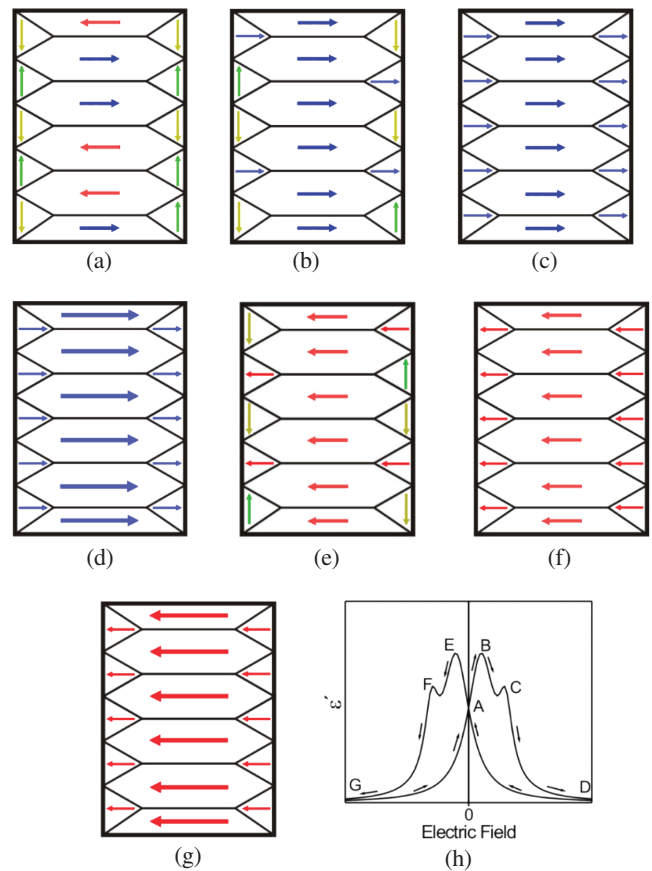 (a) (b) (c)
(d) (e) (f)
E B
F C
A
ε′
G D
0
Electric Field
(g) (h)